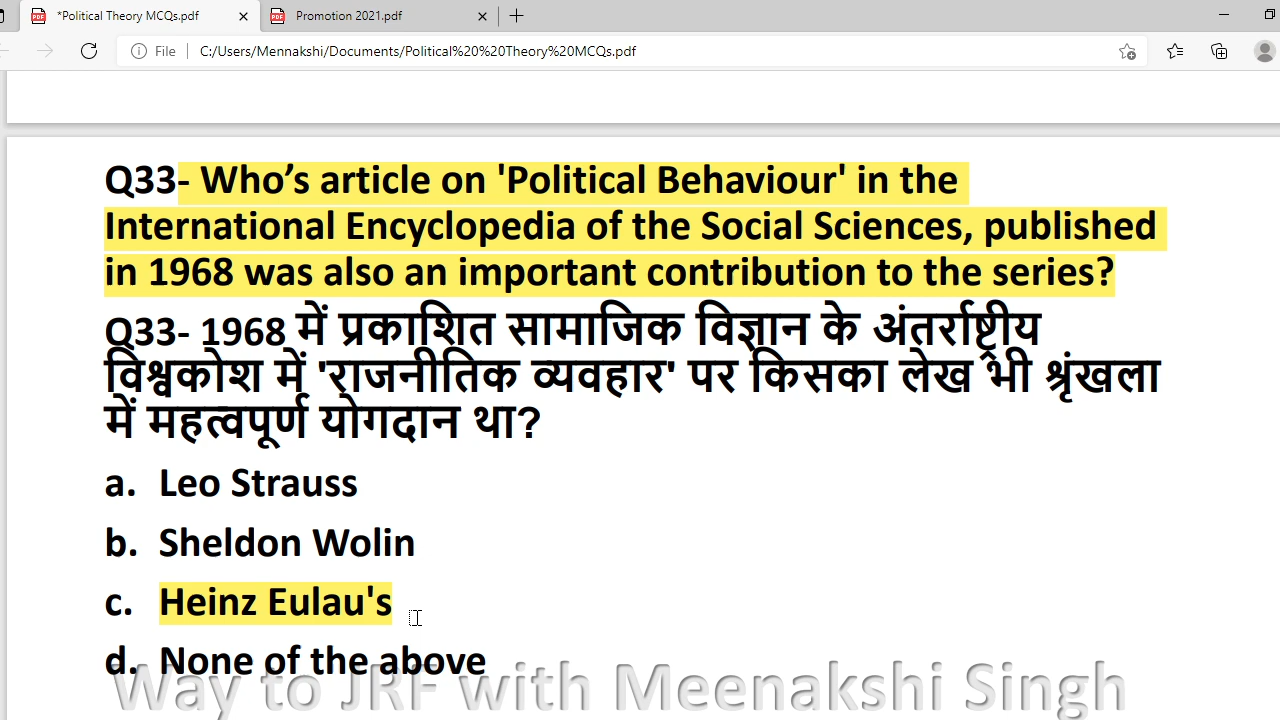 *Political Theory MCQs.pdf
Promotion 2021.pdf
File
C:/Users/Mennakshi/Documents/Political%20%20Theory%20MCQs.pdf
Q33- Who’s article on 'Political Behaviour' in the
International Encyclopedia of the Social Sciences, published
in 1968 was also an important contribution to the series?
Q33- 1968 में प्रकाशित सामाजिक विज्ञान के अंतर्राष्ट्रीय
विश्वकोश में 'राजनीतिक व्यवहार' पर किसका लेख भी श्रृंखला
में महत्वपूर्ण योगदान था?
a. Leo Strauss
b. Sheldon Wolin
c. Heinz Eulau's
d. None of the above
Way to JRF with Meenakshi Singh